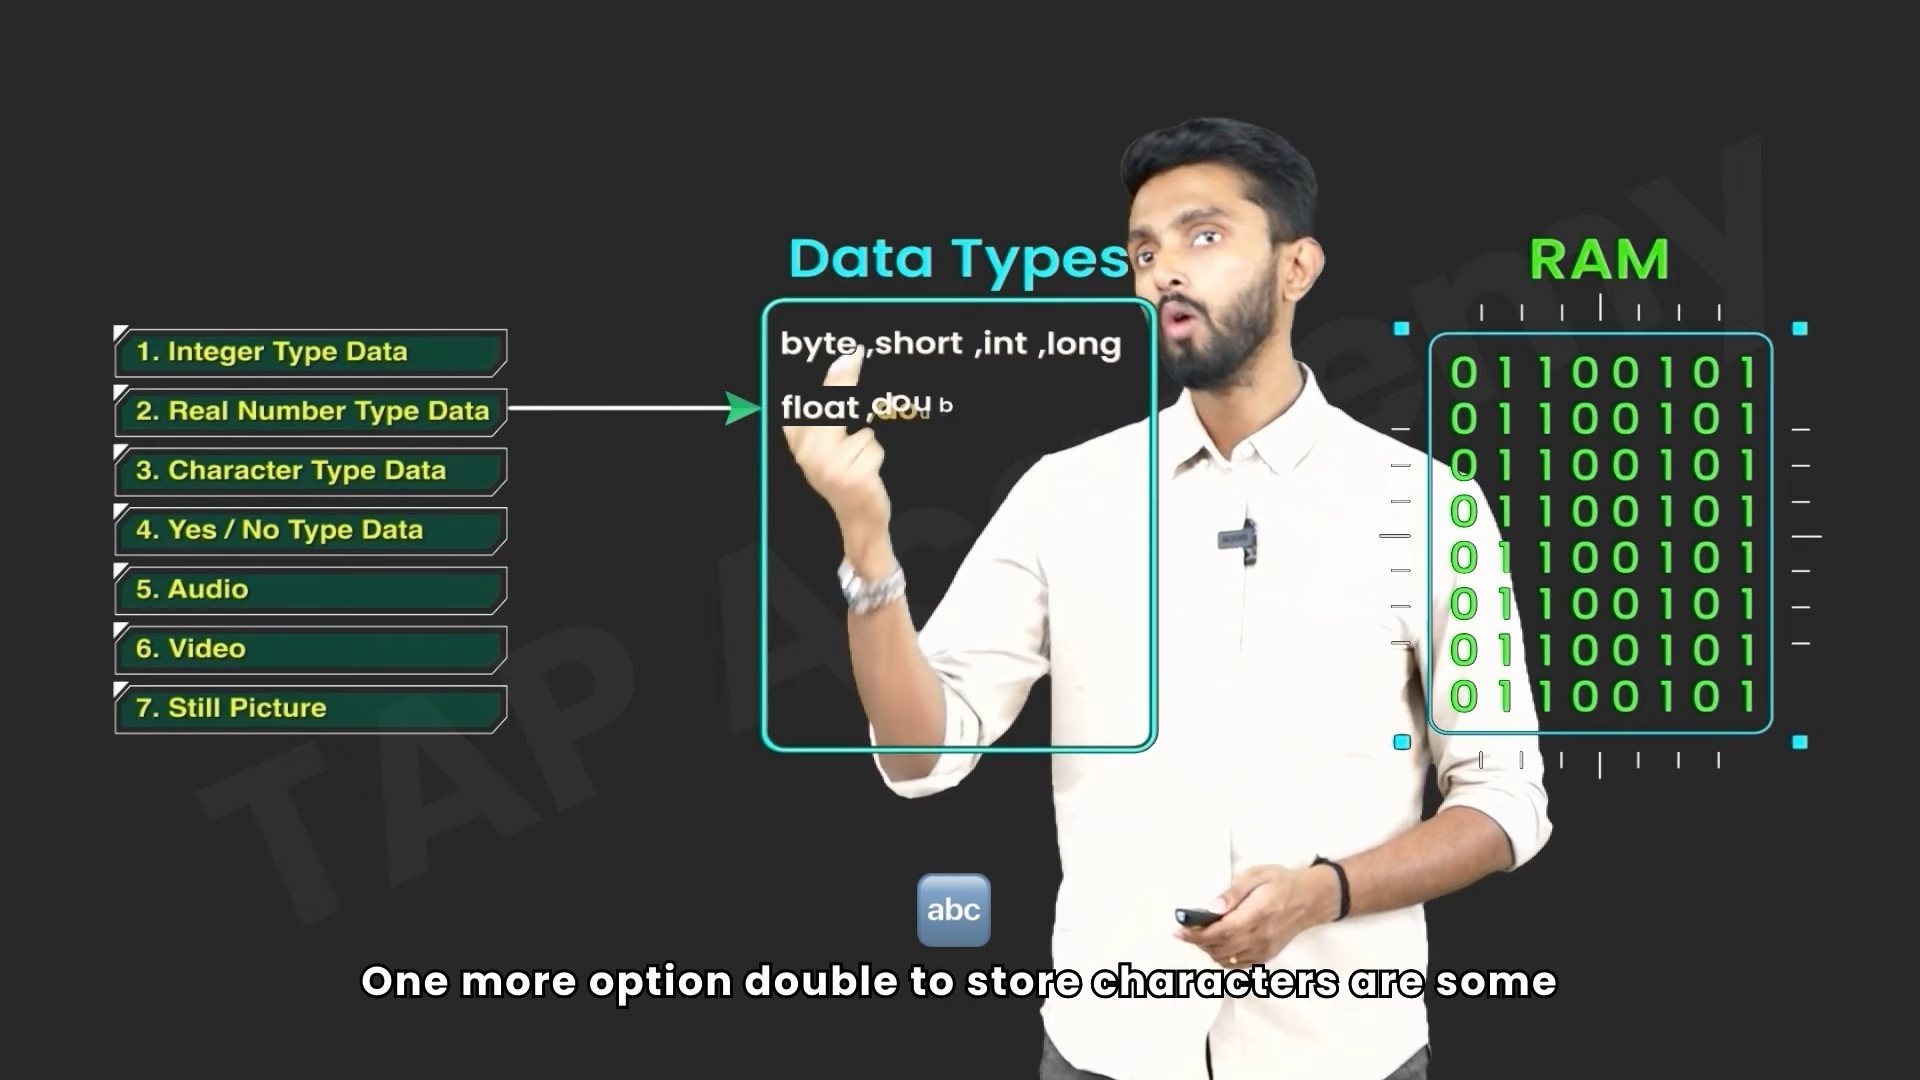 Data Types
RAM
1. Integer Type Data
2. Real Number Type Data
3. Character Type Data
4. Yes / No Type Data
5. Audio
6. Video
7. Still Picture
byte ,short ,int ,long
float ,dou b
0 1 1 0 0 1 0 1
0 1 1 0 0 1 0 1
0 1 1 0 0 1 0 1
0 1 1 0 0 1 0 1
0 1 1 0 0 1 0 1
0 1 1 0 0 1 0 1
0 1 1 0 0 1 0 1
0 1 1 0 0 1 0 1
TAP Academy
abc
One more option double to store characters are some